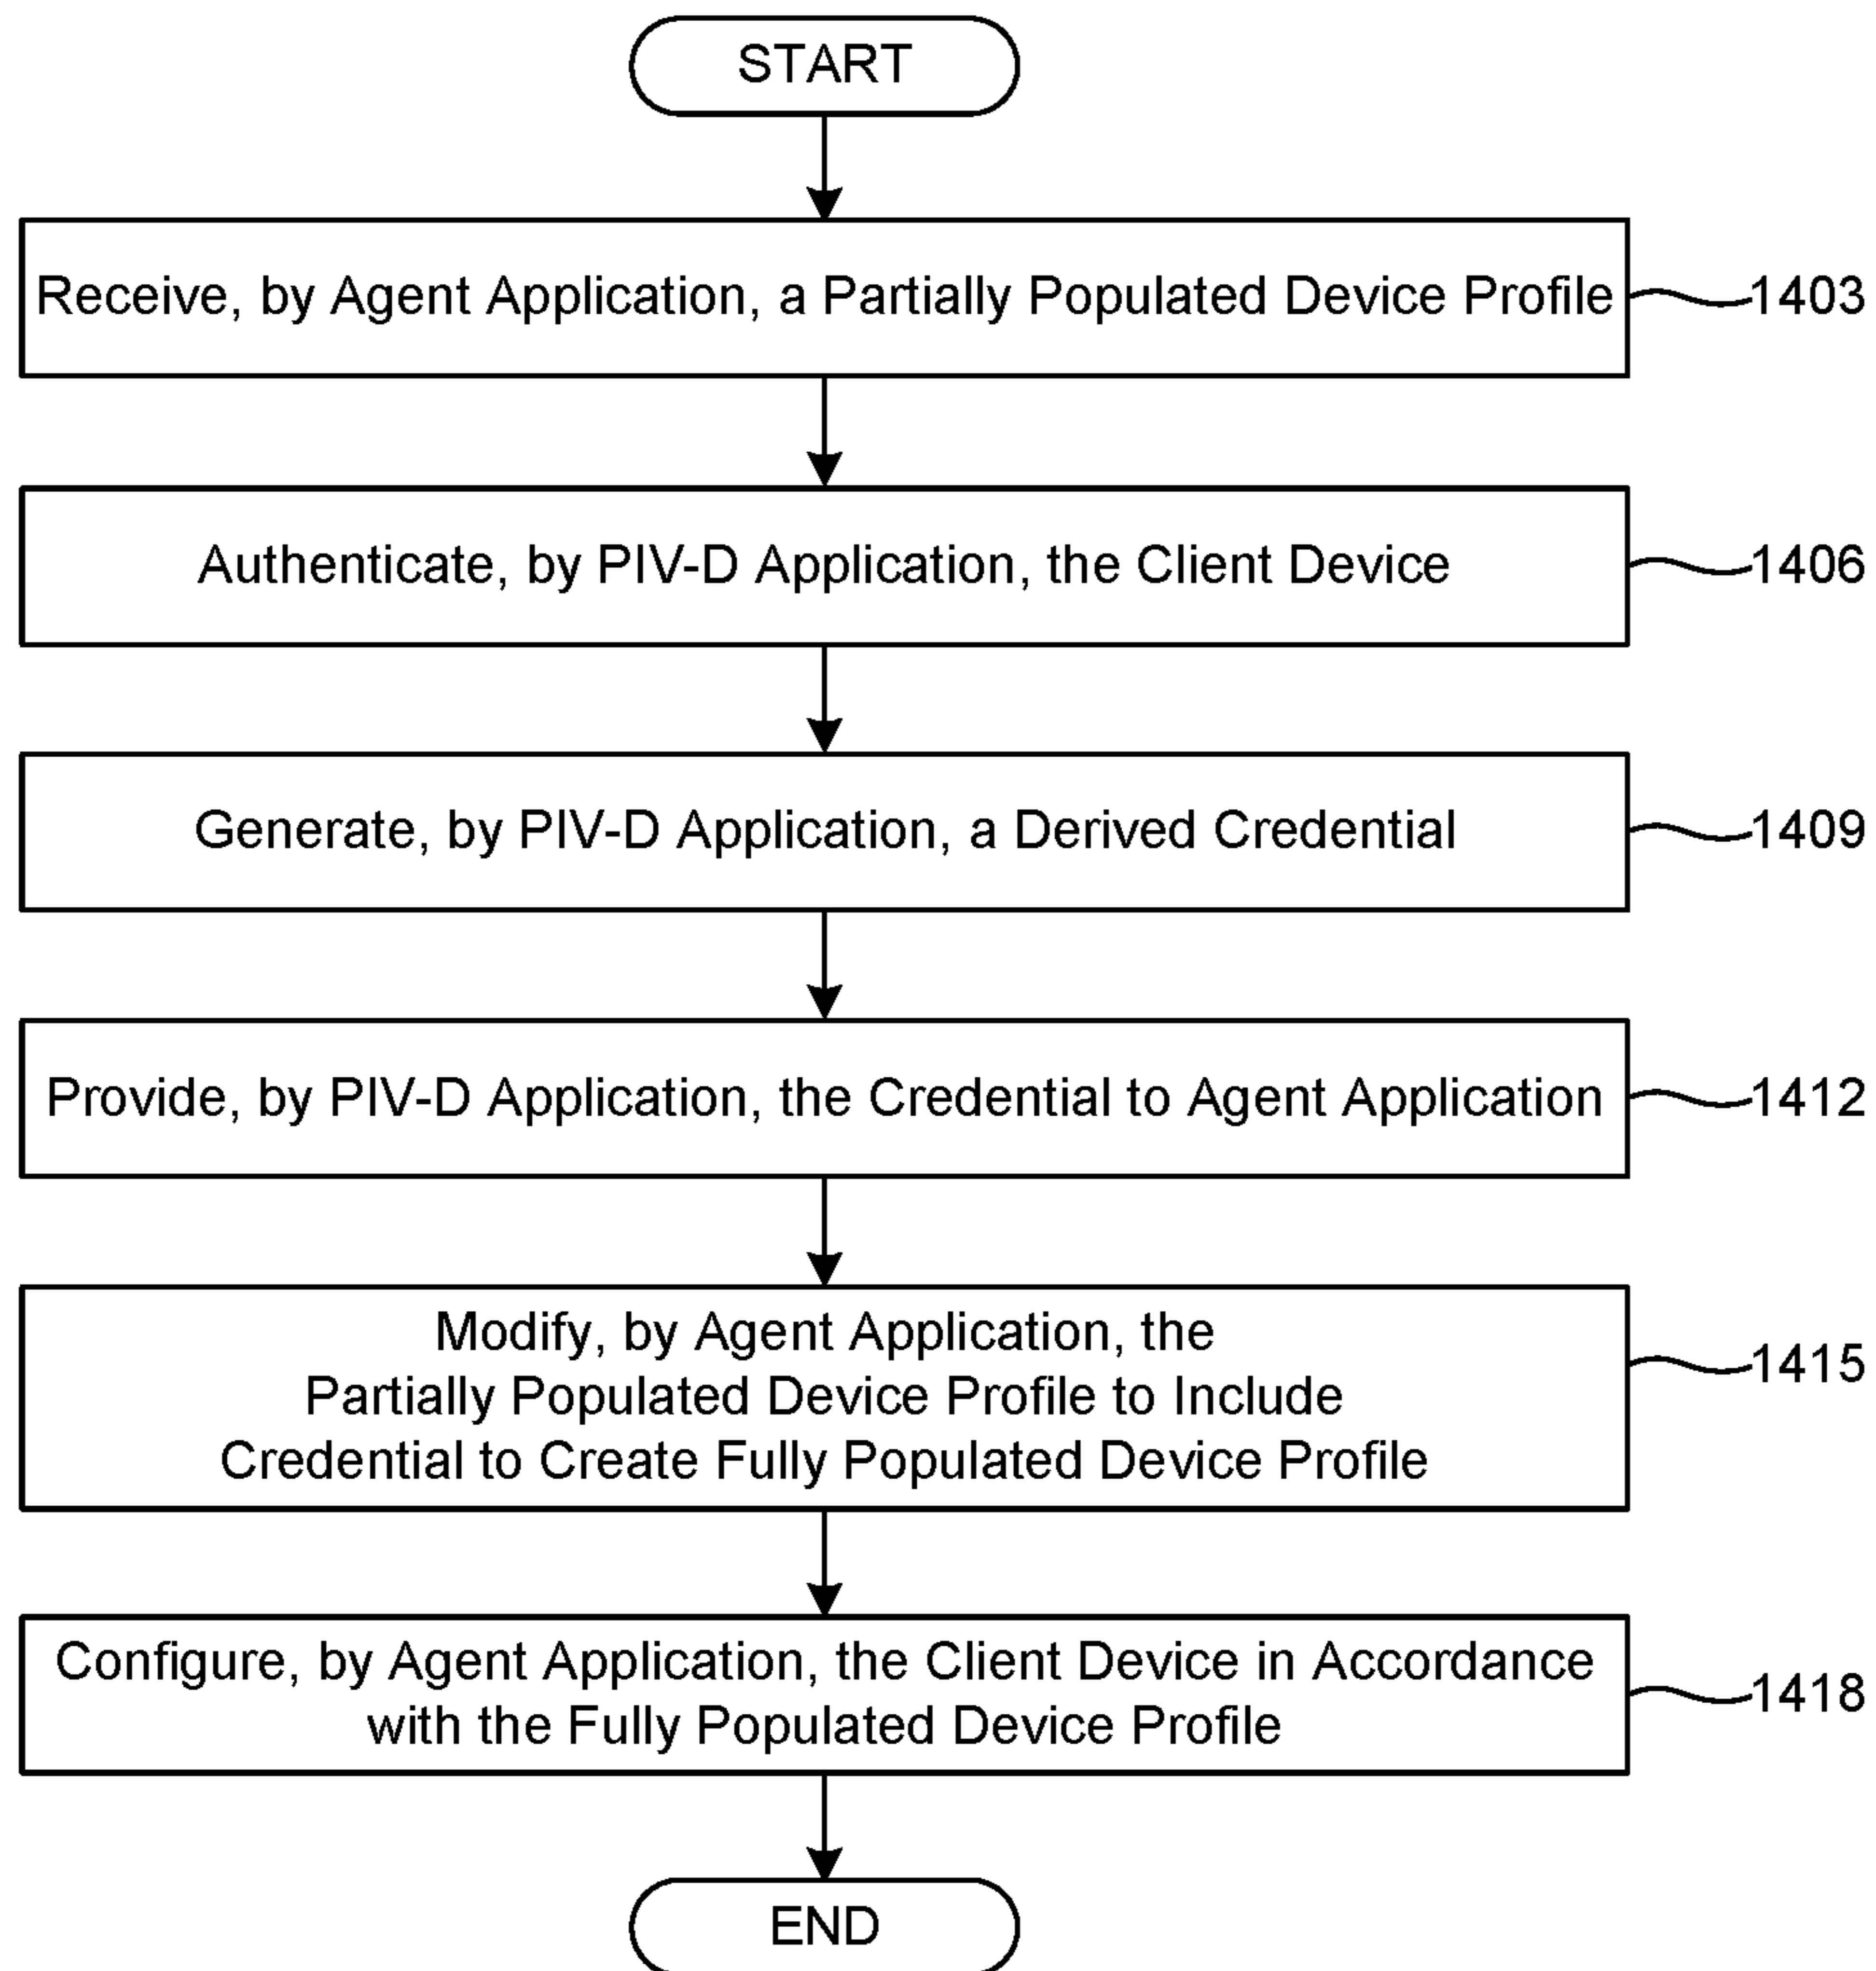 START
Receive, by Agent Application, a Partially Populated Device Profile
1403
Authenticate, by PIV-D Application, the Client Device
1406
Generate, by PIV-D Application, a Derived Credential
1409
Provide, by PIV-D Application, the Credential to Agent Application
1412
Modify, by Agent Application, the
Partially Populated Device Profile to Include
Credential to Create Fully Populated Device Profile
1415
Configure, by Agent Application, the Client Device in Accordance
with the Fully Populated Device Profile
1418
END